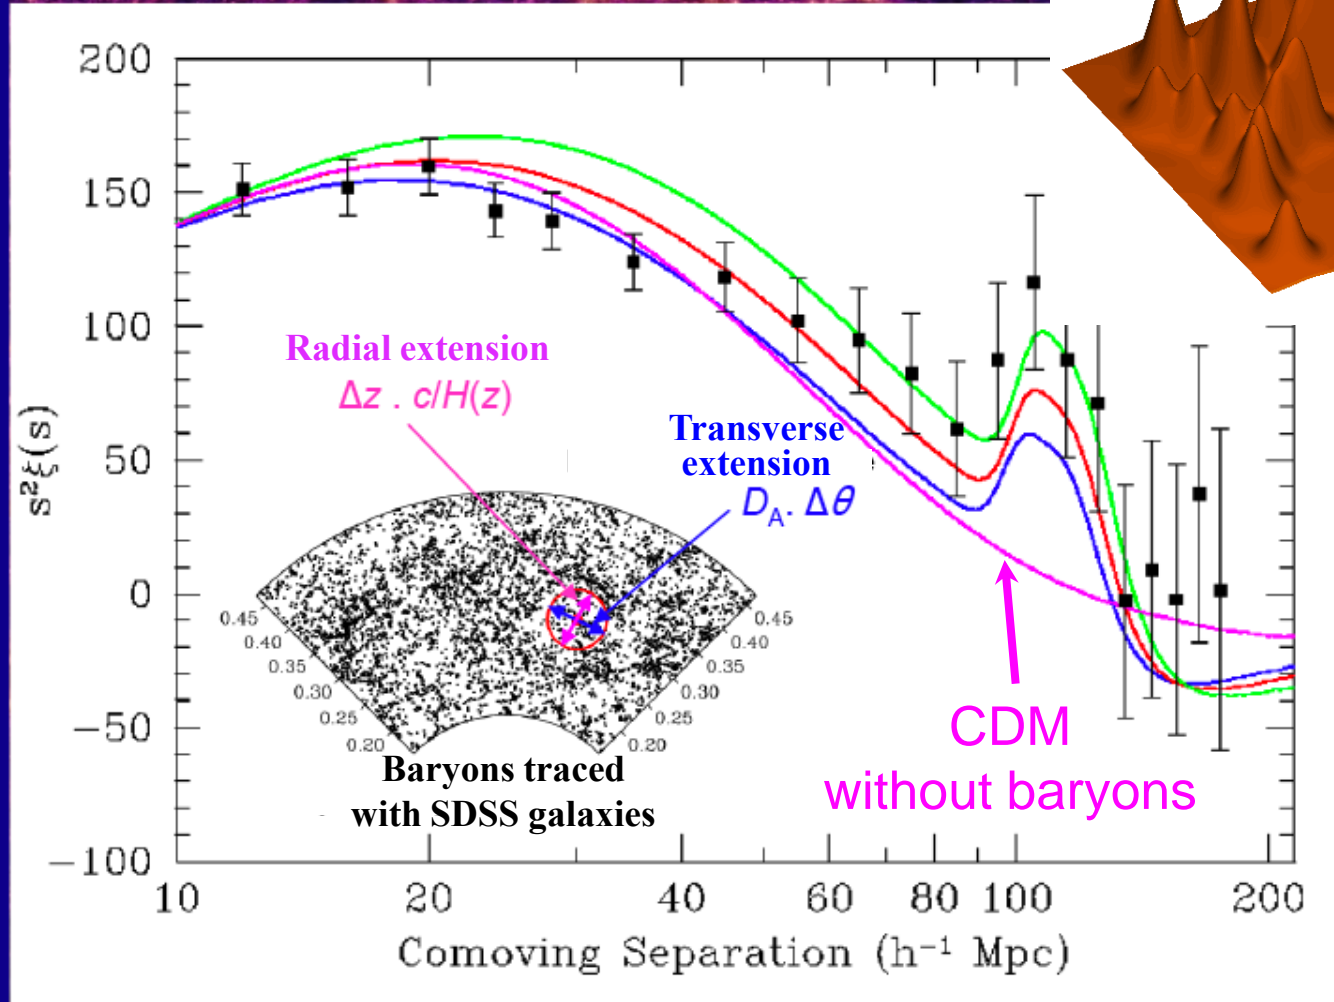 200
150
100
50
0
−50
−100
s²ξ(s)
Radial extension
Δz . c/H(z)
Transverse
extension
D_A. Δθ
0.45
0.40
0.35
0.30
0.25
0.20
0.45
0.40
0.35
0.30
0.25
0.20
Baryons traced
with SDSS galaxies
CDM
without baryons
10 20 40 60 80 100 200
Comoving Separation (h⁻¹ Mpc)